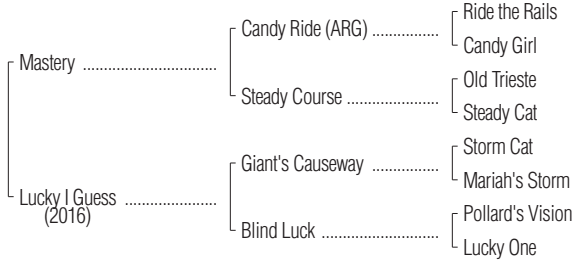 Ride the Rails
Candy Ride (ARG) ................
Candy Girl
Mastery ................................
Old Trieste
Steady Course ......................
Steady Cat
Storm Cat
Giant's Causeway ................
Mariah's Storm
Lucky I Guess ......................
(2016)
Pollard's Vision
Blind Luck ............................
Lucky One